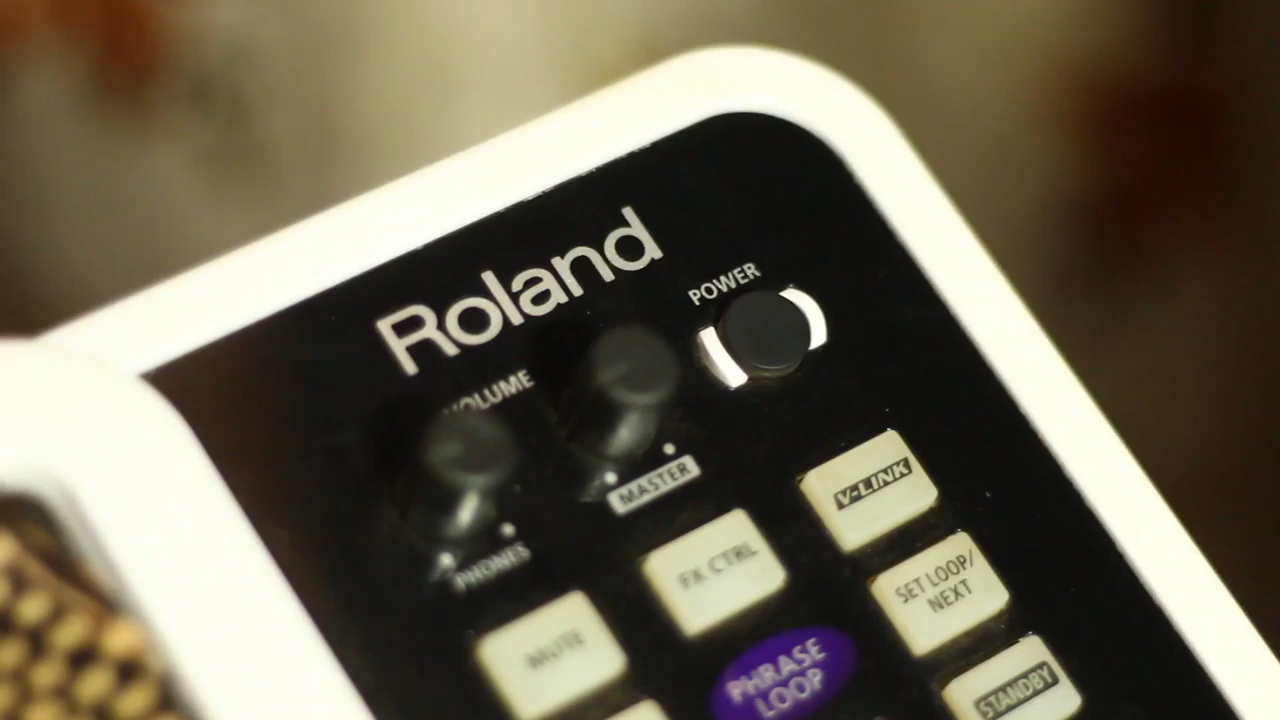 Roland
POWER
VOLUME
MASTER
PHONES
V-LINK
FX CTRL
SET LOOP/
NEXT
MUTE
PHRASE
LOOP
STANDBY